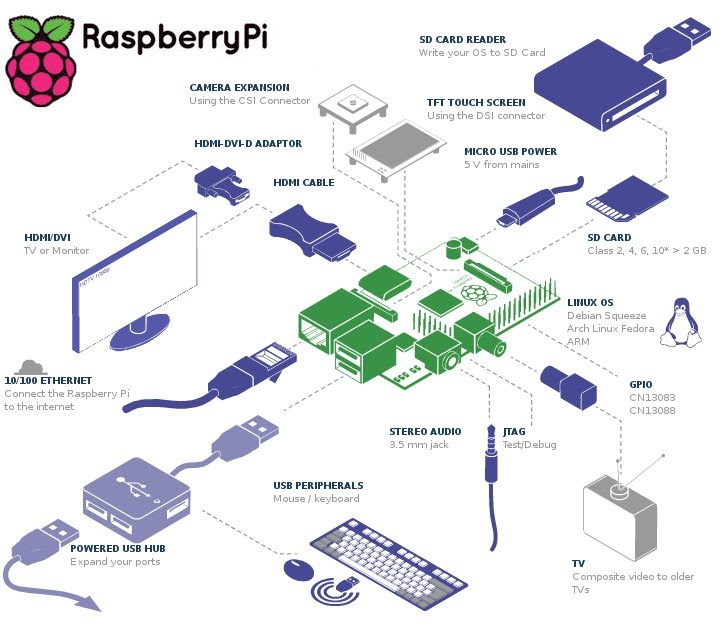 RaspberryPi
SD CARD READER
Write your OS to SD Card
CAMERA EXPANSION
Using the CSI Connector
TFT TOUCH SCREEN
Using the DSI connector
HDMI-DVI-D ADAPTOR
MICRO USB POWER
5 V from mains
HDMI CABLE
HDMI/DVI
TV or Monitor
SD CARD
Class 2, 4, 6, 10* > 2 GB
HDTV 1080p
LINUX OS
Debian Squeeze
Arch Linux Fedora
ARM
10/100 ETHERNET
Connect the Raspberry Pi
to the internet
GPIO
CN13083
CN13088
STEREO AUDIO
3.5 mm jack
JTAG
Test/Debug
USB PERIPHERALS
Mouse / keyboard
POWERED USB HUB
Expand your ports
TV
Composite video to older
TVs